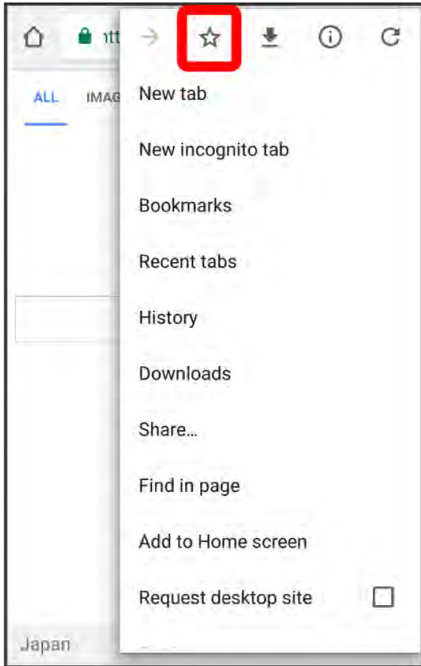 htt
ALL IMAG
New tab
New incognito tab
Bookmarks
Recent tabs
History
Downloads
Share…
Find in page
Add to Home screen
Request desktop site
Japan